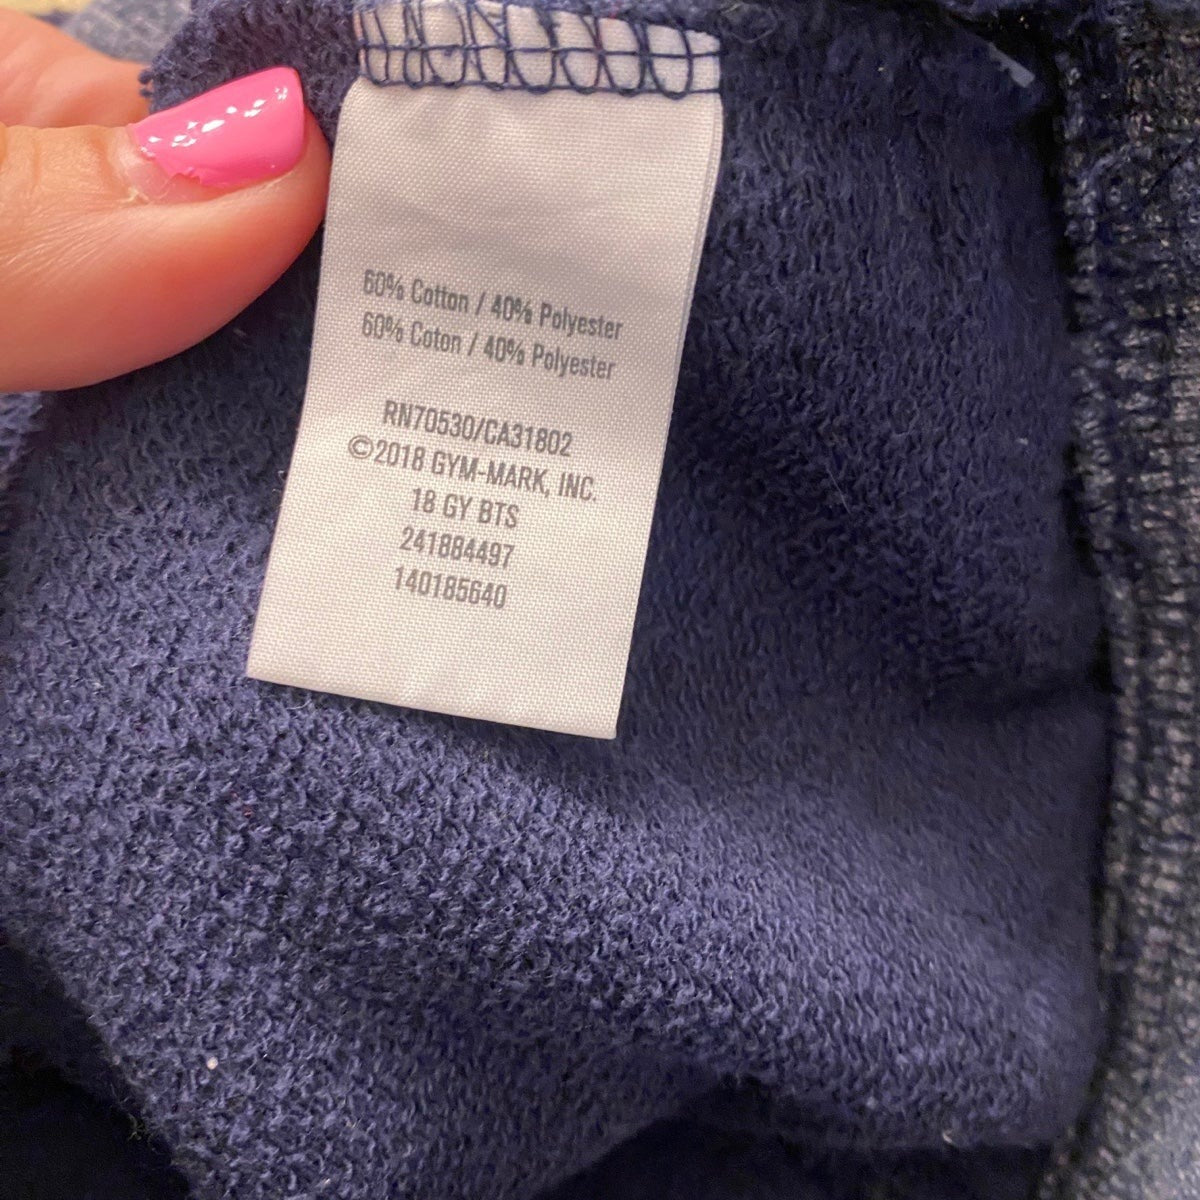 60% Cotton / 40% Polyester
60% Coton / 40% Polyester
RN70530/CA31802
©2018 GYM-MARK, INC.
18 GY BTS
241884497
140185640